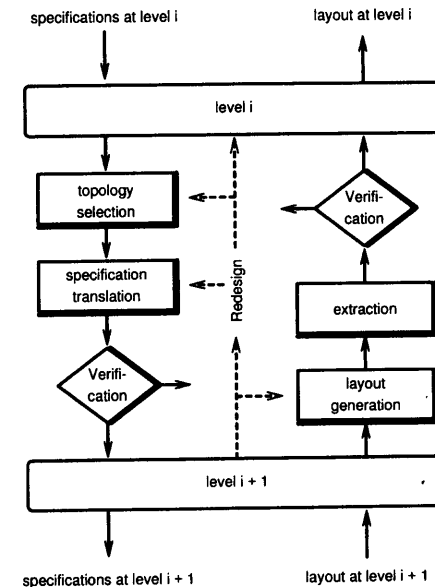 specifications at level i
layout at level i
level i
topology
selection
Verifi-
cation
specification
translation
Redesign
extraction
Verifi-
cation
layout
generation
level i + 1
specifications at level i + 1
layout at level i + 1